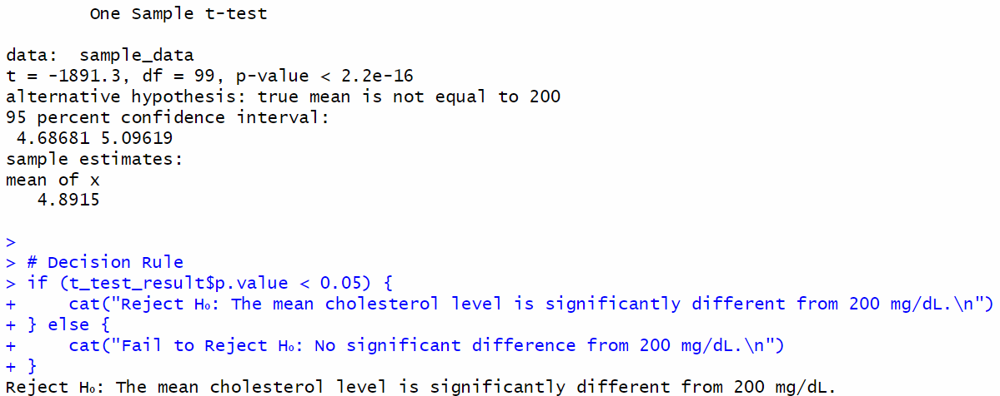 One Sample t-test
data:  sample_data
t = -1891.3, df = 99, p-value < 2.2e-16
alternative hypothesis: true mean is not equal to 200
95 percent confidence interval:
 4.68681 5.09619
sample estimates:
mean of x
   4.8915
>
> # Decision Rule
> if (t_test_result$p.value < 0.05) {
+     cat("Reject H₀: The mean cholesterol level is significantly different from 200 mg/dL.\n")
+ } else {
+     cat("Fail to Reject H₀: No significant difference from 200 mg/dL.\n")
+ }
Reject H₀: The mean cholesterol level is significantly different from 200 mg/dL.